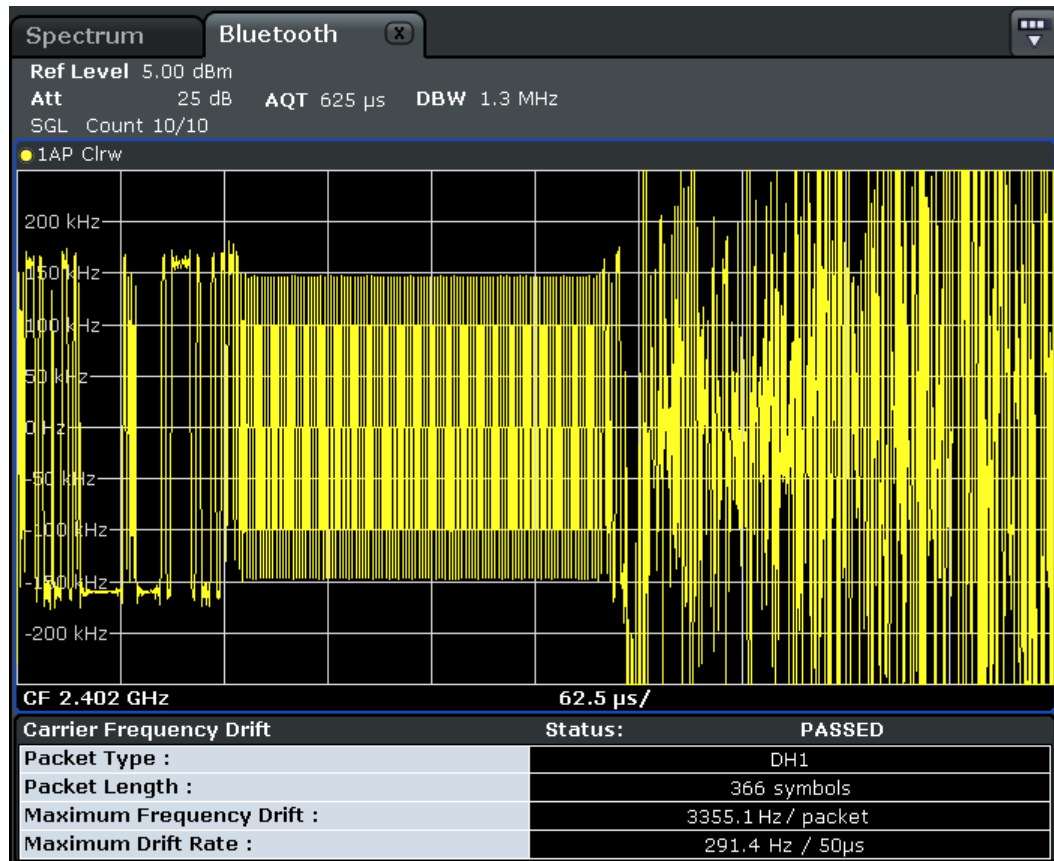 Spectrum Bluetooth X
Ref Level 5.00 dBm
Att 25 dB AQT 625 µs DBW 1.3 MHz
SGL Count 10/10
1AP Clrw
200 kHz
150 kHz
100 kHz
50 kHz
0 Hz
-50 kHz
-100 kHz
-150 kHz
-200 kHz
CF 2.402 GHz 62.5 µs/
Carrier Frequency Drift Status: PASSED
Packet Type : DH1
Packet Length : 366 symbols
Maximum Frequency Drift : 3355.1 Hz / packet
Maximum Drift Rate : 291.4 Hz / 50µs